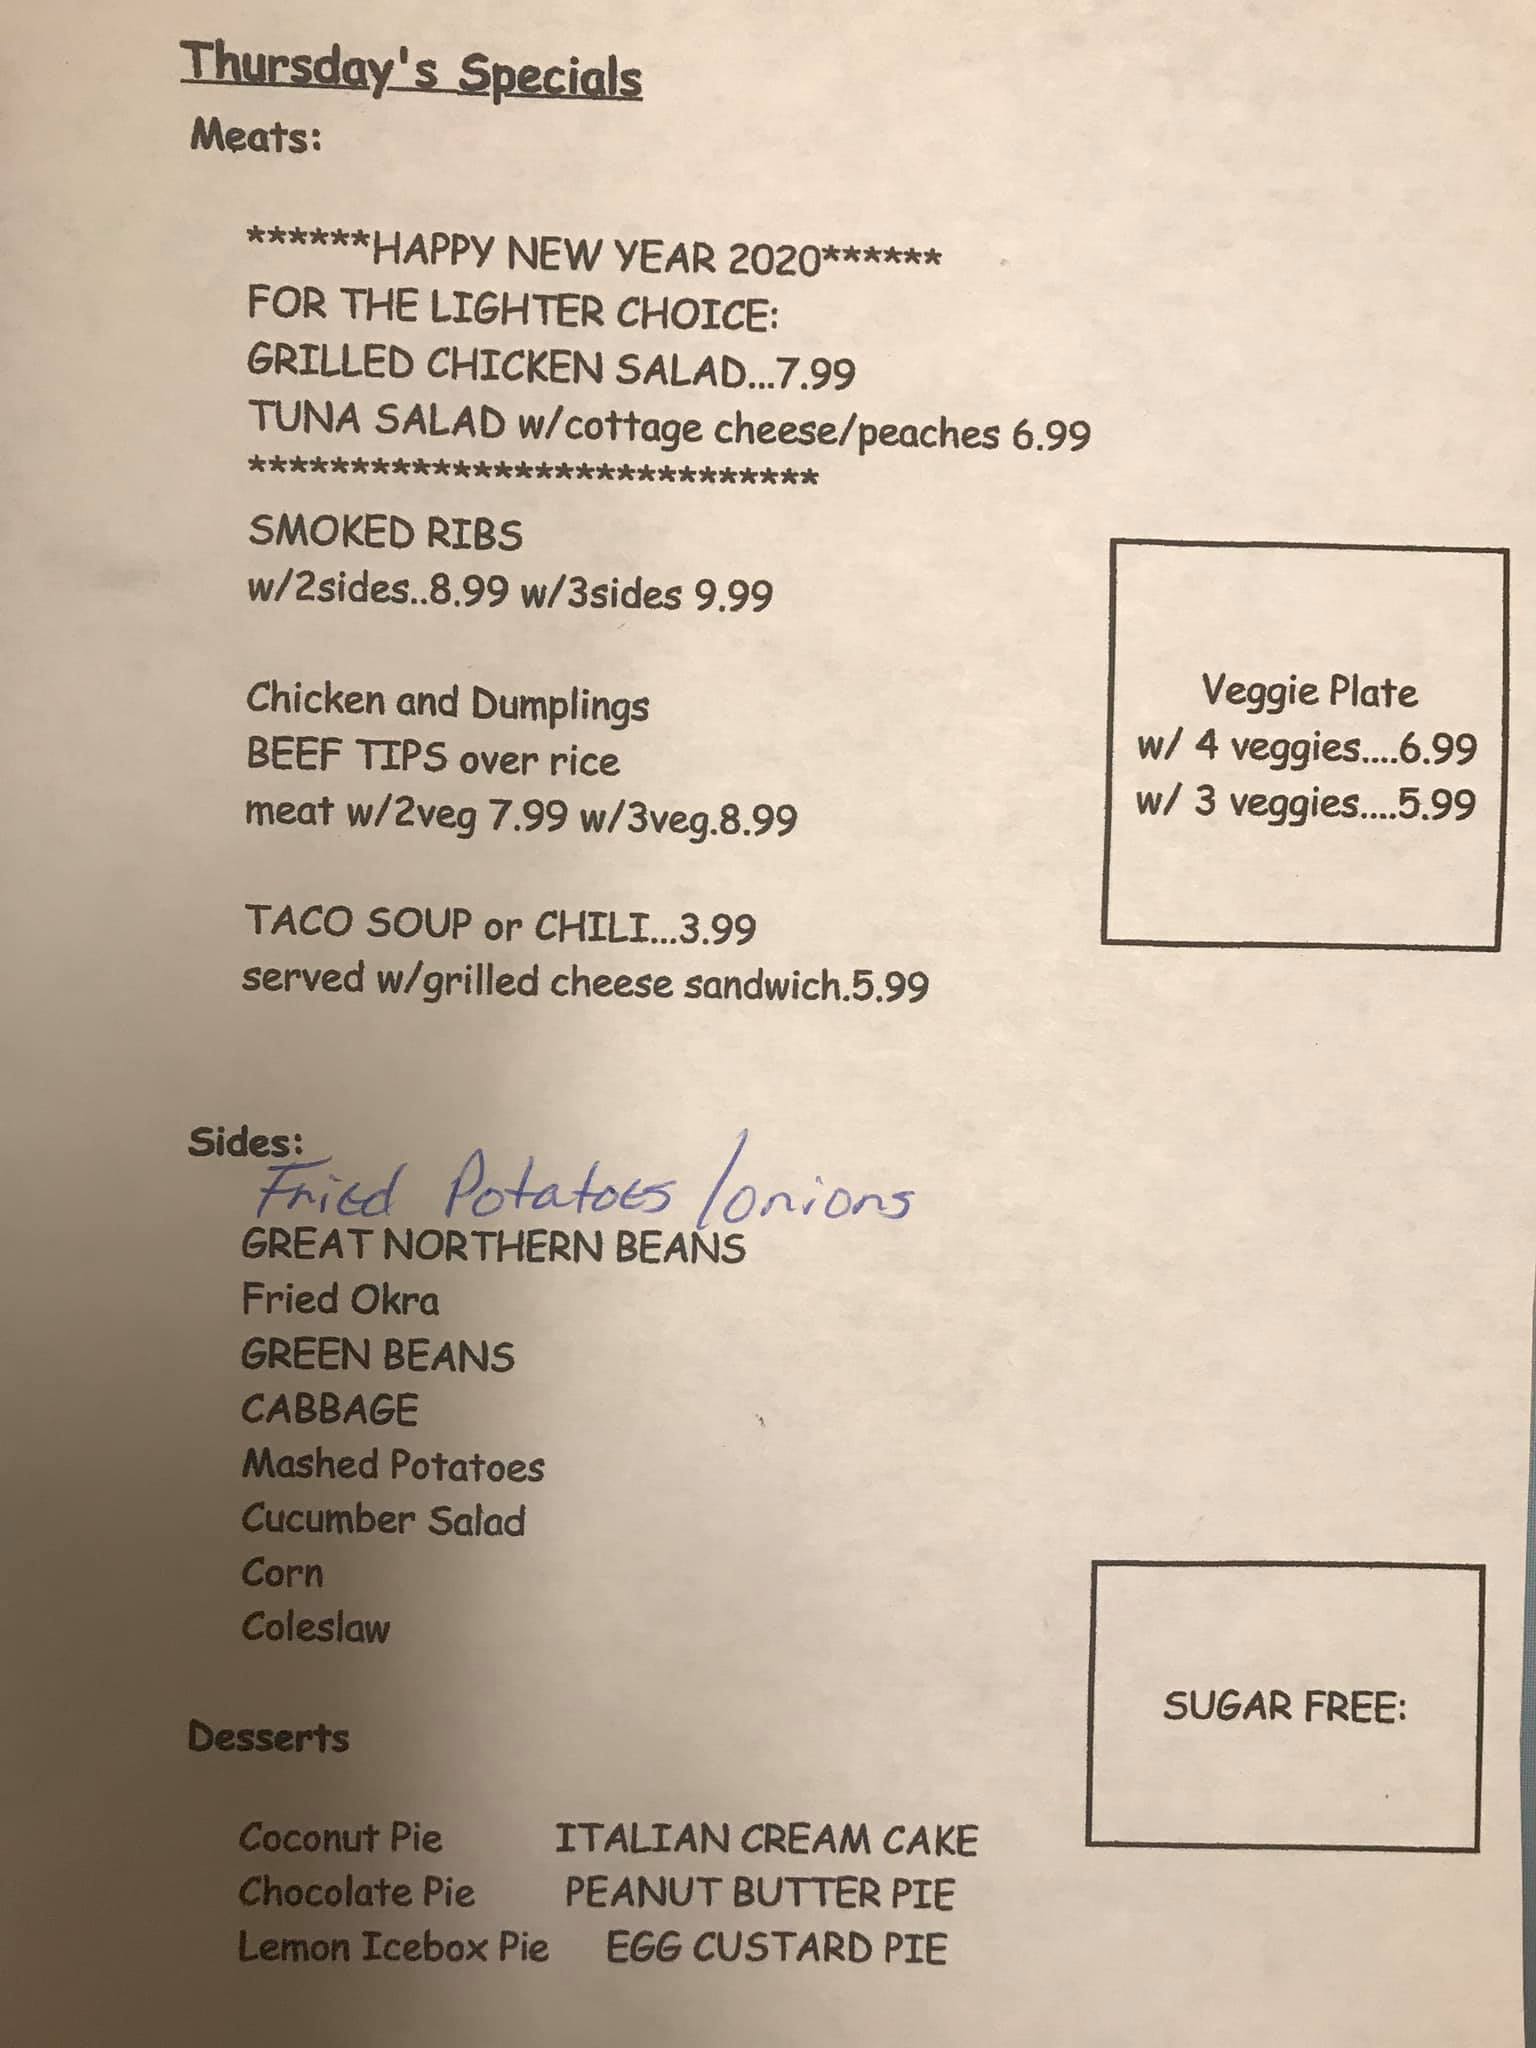 Thursday's Specials
Meats:
******HAPPY NEW YEAR 2020******
FOR THE LIGHTER CHOICE:
GRILLED CHICKEN SALAD...7.99
TUNA SALAD w/cottage cheese/peaches 6.99
****************************
SMOKED RIBS
w/2sides..8.99 w/3sides 9.99
Chicken and Dumplings
BEEF TIPS over rice
meat w/2veg 7.99 w/3veg.8.99
TACO SOUP or CHILI...3.99
served w/grilled cheese sandwich.5.99
Veggie Plate
w/ 4 veggies....6.99
w/ 3 veggies....5.99
Sides:
Fried Potatoes /onions
GREAT NORTHERN BEANS
Fried Okra
GREEN BEANS
CABBAGE
Mashed Potatoes
Cucumber Salad
Corn
Coleslaw
SUGAR FREE:
Desserts
Coconut Pie ITALIAN CREAM CAKE
Chocolate Pie PEANUT BUTTER PIE
Lemon Icebox Pie EGG CUSTARD PIE